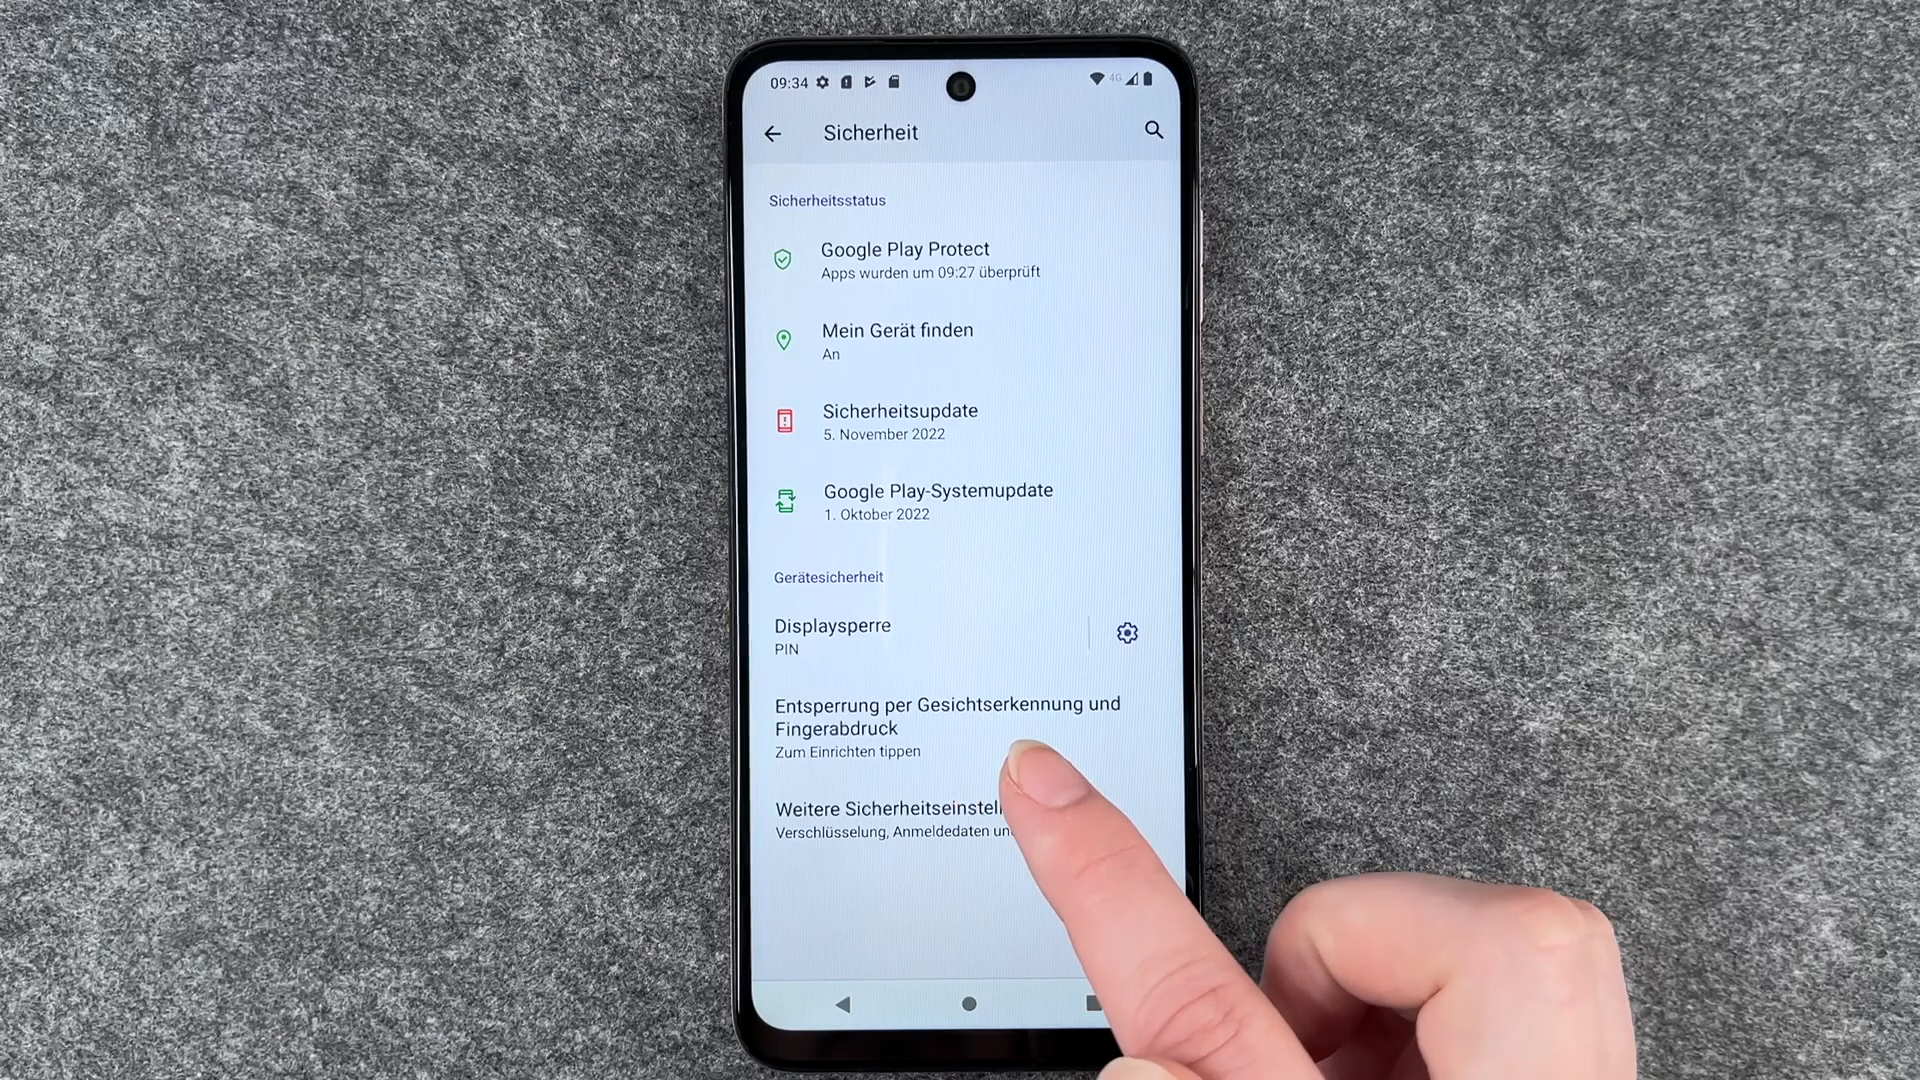 09:34
4G
Sicherheit
Sicherheitsstatus
Google Play Protect
Apps wurden um 09:27 überprüft
Mein Gerät finden
An
Sicherheitsupdate
5. November 2022
Google Play-Systemupdate
1. Oktober 2022
Gerätesicherheit
Displaysperre
PIN
Entsperrung per Gesichtserkennung und
Fingerabdruck
Zum Einrichten tippen
Weitere
Verschlüsselung, Anmeldedaten